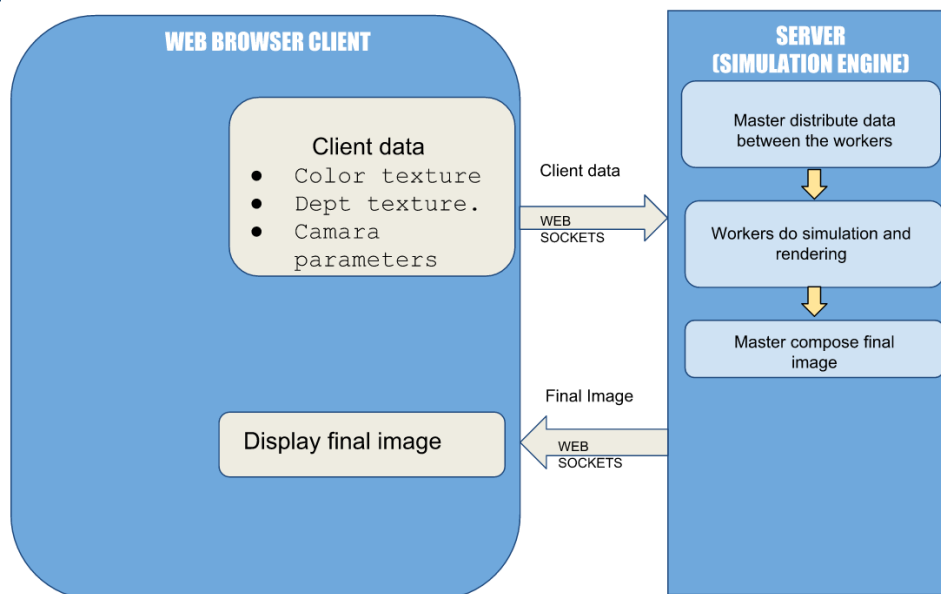 WEB BROWSER CLIENT
Client data
● Color texture
● Dept texture.
● Camara
parameters
Client data
WEB
SOCKETS
SERVER
(SIMULATION ENGINE)
Master distribute data
between the workers
Workers do simulation and
rendering
Master compose final
image
Final Image
WEB
SOCKETS
Display final image